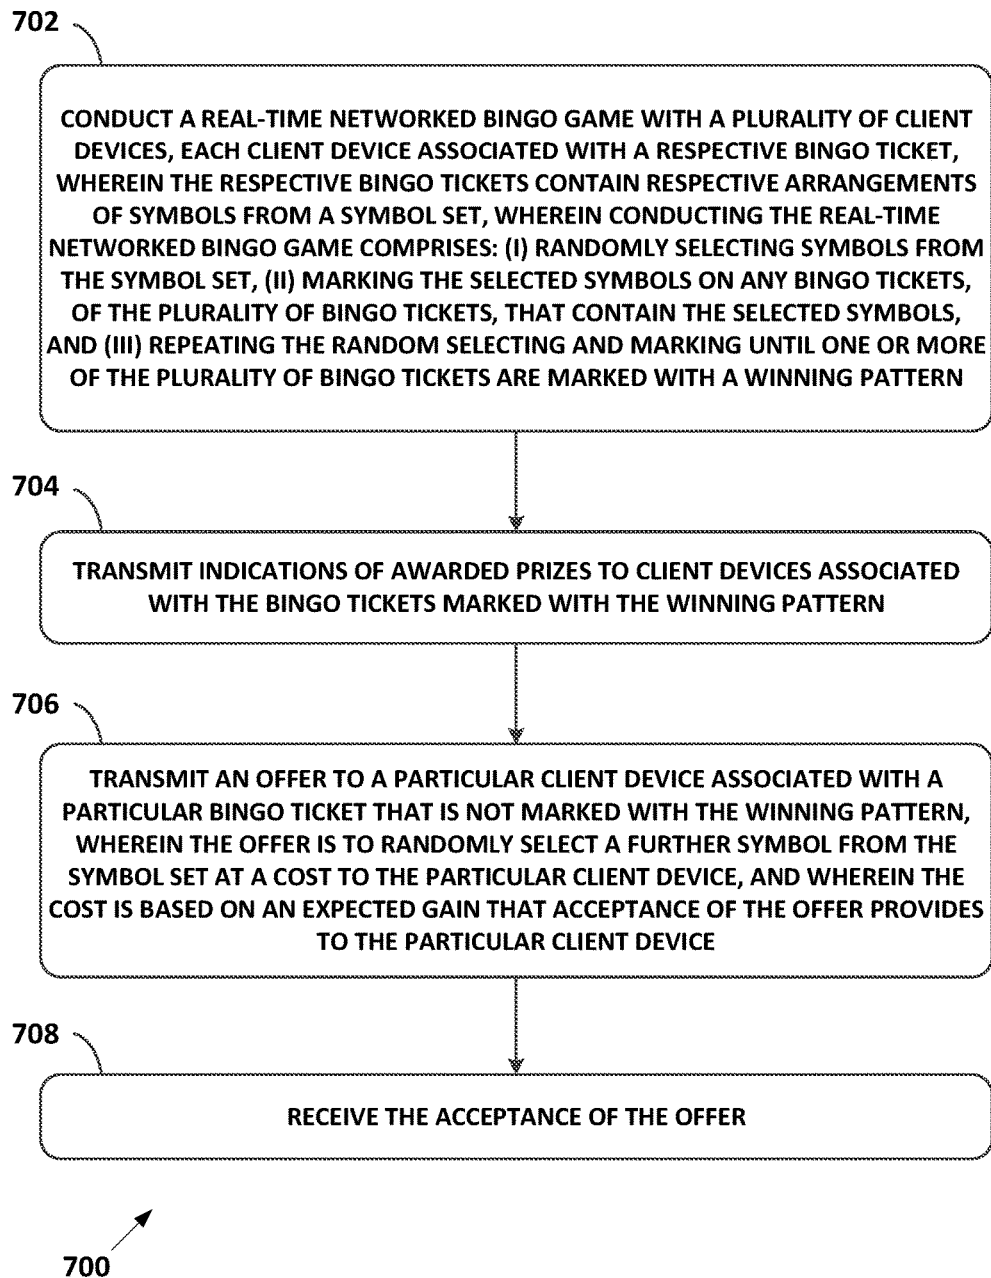 702
CONDUCT A REAL-TIME NETWORKED BINGO GAME WITH A PLURALITY OF CLIENT
DEVICES, EACH CLIENT DEVICE ASSOCIATED WITH A RESPECTIVE BINGO TICKET,
WHEREIN THE RESPECTIVE BINGO TICKETS CONTAIN RESPECTIVE ARRANGEMENTS
OF SYMBOLS FROM A SYMBOL SET, WHEREIN CONDUCTING THE REAL-TIME
NETWORKED BINGO GAME COMPRISES: (I) RANDOMLY SELECTING SYMBOLS FROM
THE SYMBOL SET, (II) MARKING THE SELECTED SYMBOLS ON ANY BINGO TICKETS,
OF THE PLURALITY OF BINGO TICKETS, THAT CONTAIN THE SELECTED SYMBOLS,
AND (III) REPEATING THE RANDOM SELECTING AND MARKING UNTIL ONE OR MORE
OF THE PLURALITY OF BINGO TICKETS ARE MARKED WITH A WINNING PATTERN
704
TRANSMIT INDICATIONS OF AWARDED PRIZES TO CLIENT DEVICES ASSOCIATED
WITH THE BINGO TICKETS MARKED WITH THE WINNING PATTERN
706
TRANSMIT AN OFFER TO A PARTICULAR CLIENT DEVICE ASSOCIATED WITH A
PARTICULAR BINGO TICKET THAT IS NOT MARKED WITH THE WINNING PATTERN,
WHEREIN THE OFFER IS TO RANDOMLY SELECT A FURTHER SYMBOL FROM THE
SYMBOL SET AT A COST TO THE PARTICULAR CLIENT DEVICE, AND WHEREIN THE
COST IS BASED ON AN EXPECTED GAIN THAT ACCEPTANCE OF THE OFFER PROVIDES
TO THE PARTICULAR CLIENT DEVICE
708
RECEIVE THE ACCEPTANCE OF THE OFFER
700